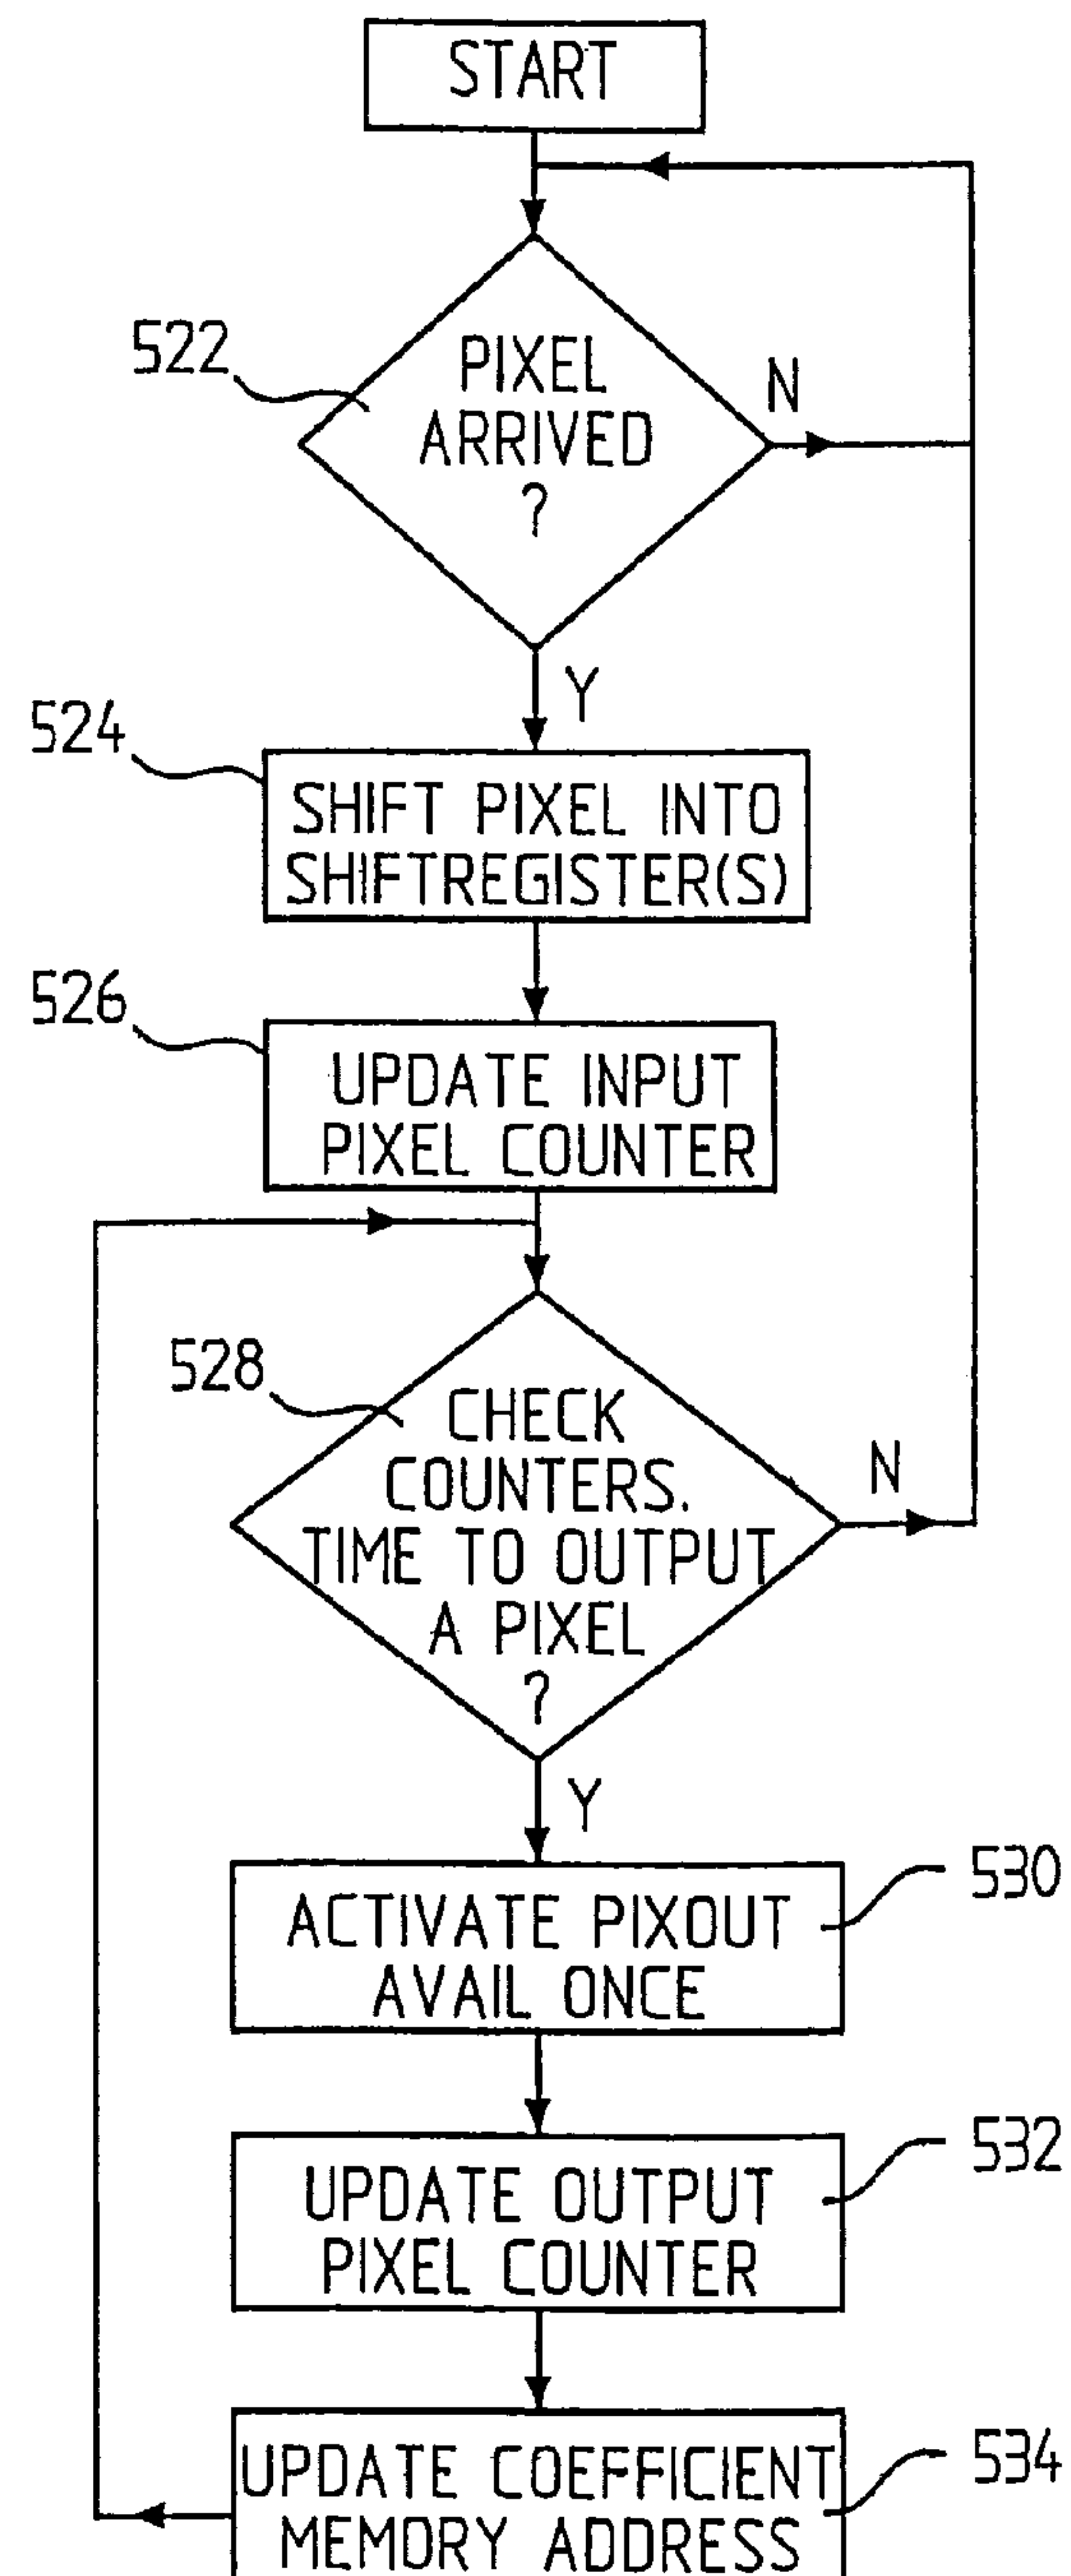 START
522
PIXEL
ARRIVED
?
N
Y
524
SHIFT PIXEL INTO
SHIFTREGISTER(S)
526
UPDATE INPUT
PIXEL COUNTER
528
CHECK
COUNTERS.
TIME TO OUTPUT
A PIXEL
?
N
Y
ACTIVATE PIXOUT
AVAIL ONCE
530
UPDATE OUTPUT
PIXEL COUNTER
532
UPDATE COEFFICIENT
MEMORY ADDRESS
534